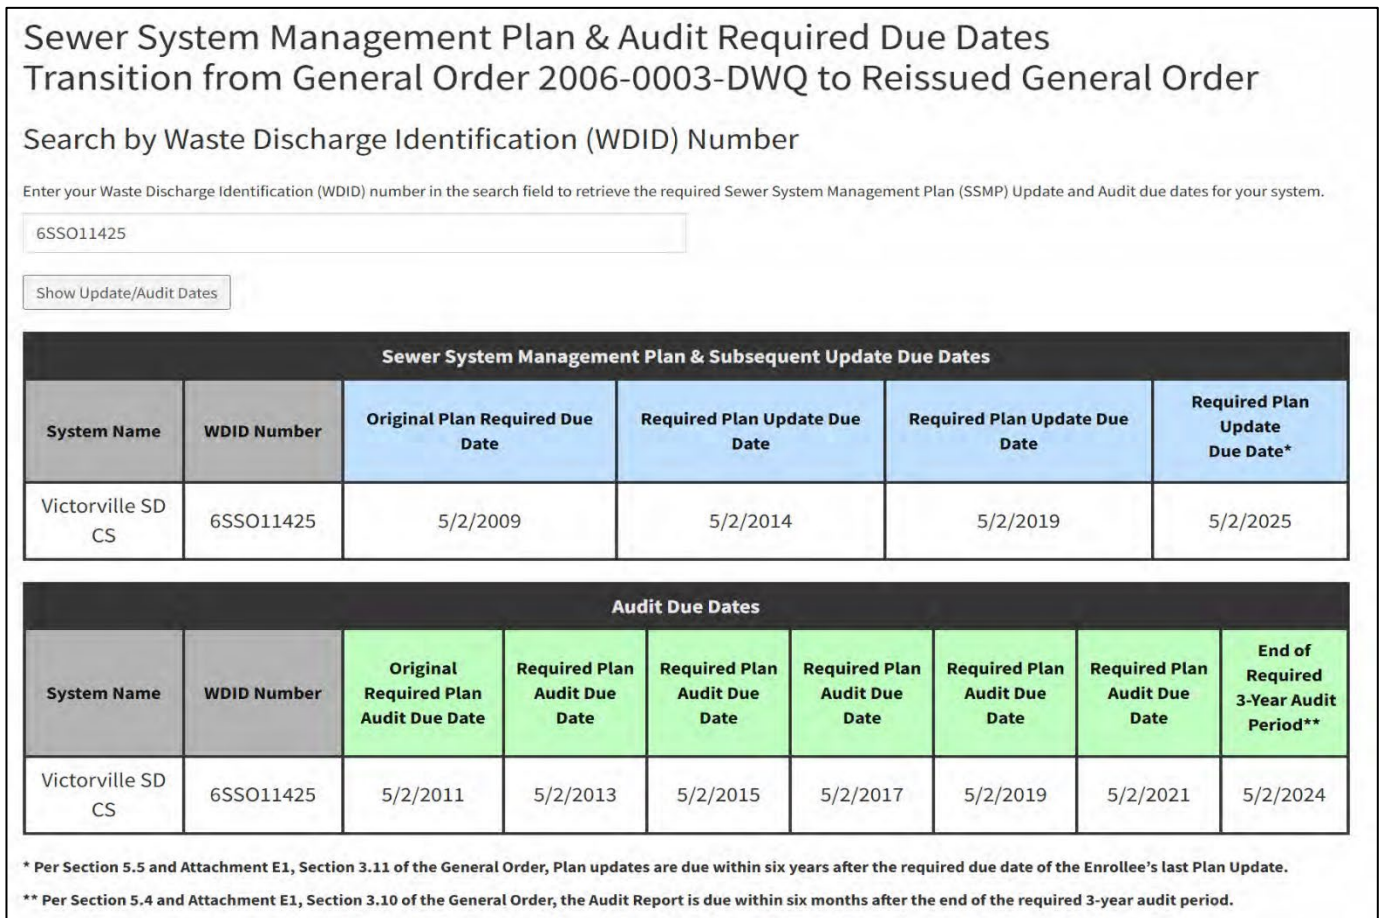 Sewer System Management Plan & Audit Required Due Dates
Transition from General Order 2006-0003-DWQ to Reissued General Order
Search by Waste Discharge Identification (WDID) Number
Enter your Waste Discharge Identification (WDID) number in the search field to retrieve the required Sewer System Management Plan (SSMP) Update and Audit due dates for your system.
6SSO11425
Show Update/Audit Dates
Sewer System Management Plan & Subsequent Update Due Dates
System Name
WDID Number
Original Plan Required Due
Date
Required Plan Update Due
Date
Required Plan Update Due
Date
Required Plan
Update
Due Date*
Victorville SD
CS
6SSO11425
5/2/2009
5/2/2014
5/2/2019
5/2/2025
Audit Due Dates
System Name
WDID Number
Original
Required Plan
Audit Due Date
Required Plan
Audit Due
Date
Required Plan
Audit Due
Date
Required Plan
Audit Due
Date
Required Plan
Audit Due
Date
Required Plan
Audit Due
Date
End of
Required
3-Year Audit
Period**
Victorville SD
CS
6SSO11425
5/2/2011
5/2/2013
5/2/2015
5/2/2017
5/2/2019
5/2/2021
5/2/2024
* Per Section 5.5 and Attachment E1, Section 3.11 of the General Order, Plan updates are due within six years after the required due date of the Enrollee’s last Plan Update.
** Per Section 5.4 and Attachment E1, Section 3.10 of the General Order, the Audit Report is due within six months after the end of the required 3-year audit period.